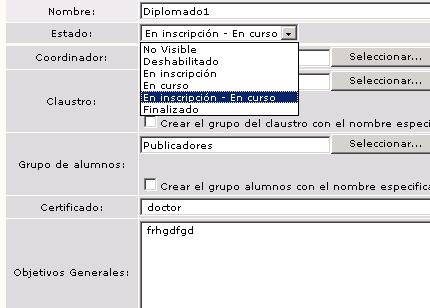 Nombre: Diplomado1
Estado: En inscripción - En curso
No Visible
Deshabilitado
En inscripción
En curso
En inscripción - En curso
Finalizado
Coordinador: Seleccionar...
Claustro: Seleccionar...
Crear el grupo del claustro con el nombre especi
Grupo de alumnos: Publicadores Seleccionar...
Crear el grupo alumnos con el nombre especifica
Certificado: doctor
Objetivos Generales: frhgdfgd